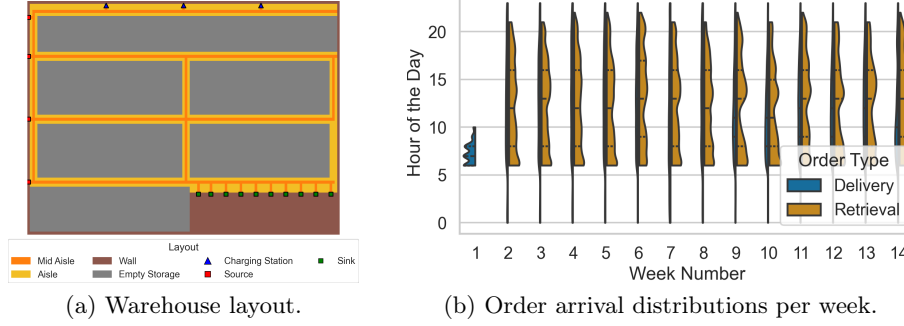 Layout
Mid Aisle
Wall
Charging Station
Sink
Aisle
Empty Storage
Source
(a) Warehouse layout.
Hour of the Day
20
15
10
5
0
Order Type
Delivery
Retrieval
1 2 3 4 5 6 7 8 9 10 11 12 13 14
Week Number
(b) Order arrival distributions per week.